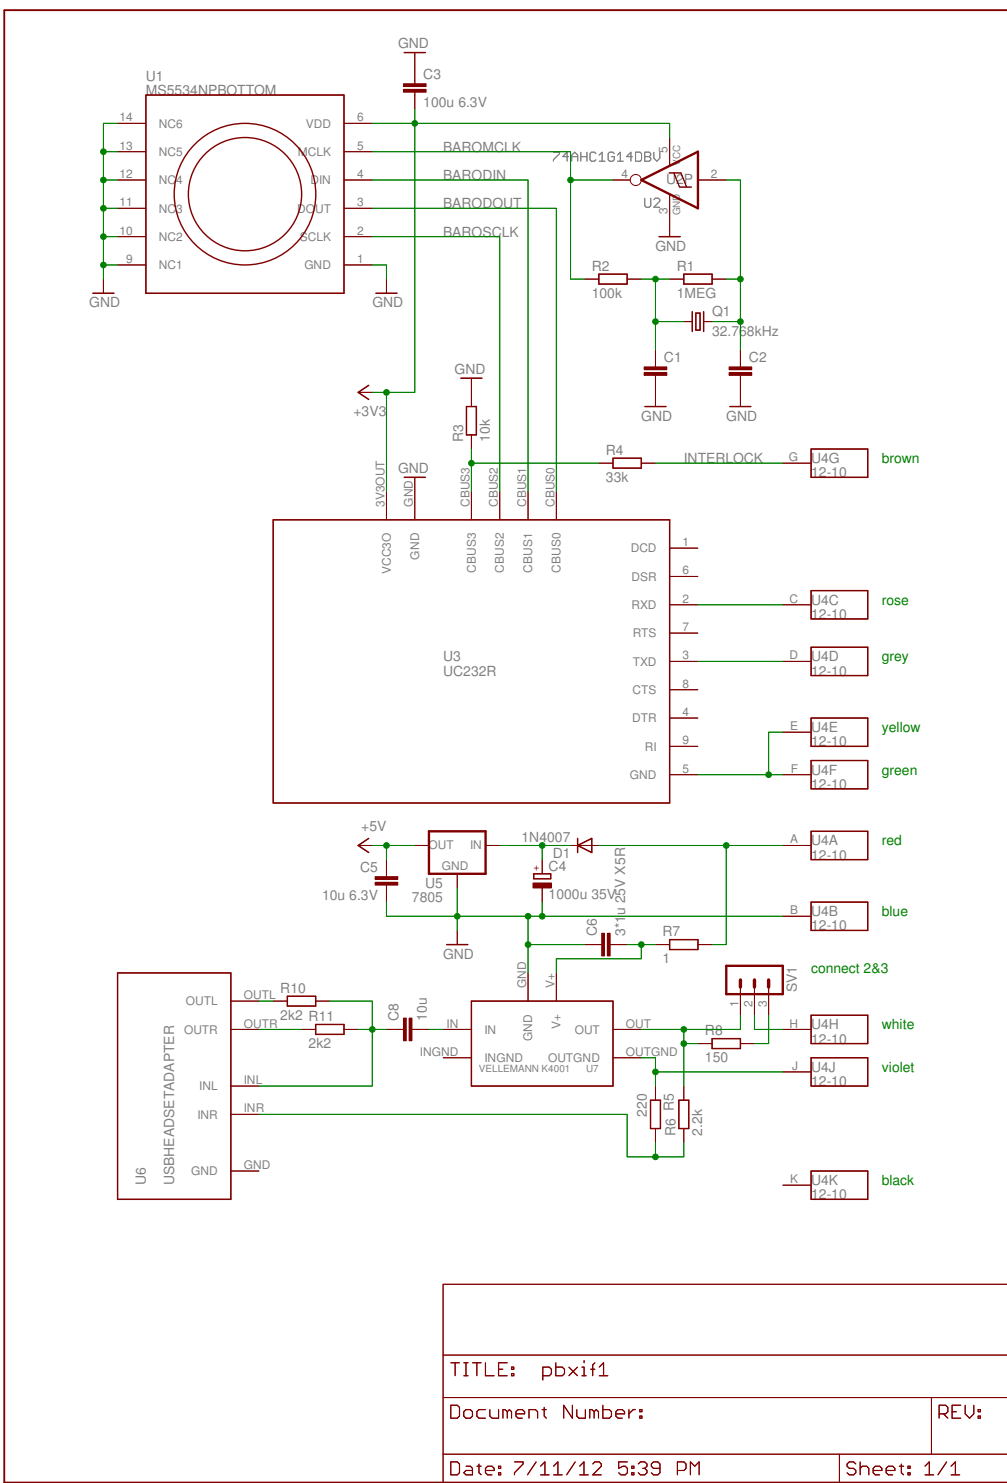 GND
C3
100u 6.3V
U1
MS5534NPBOTTOM
14 NC6 VDD 6
13 NC5 MCLK 5 BAROMCLK
12 NC4 DIN 4 BARODIN
11 NC3 DOUT 3 BARODOUT
10 NC2 SCLK 2 BAROSCLK
9 NC1 GND 1
GND
GND
74AHC1G14DBV
5 VCC
4 U2P 2
U2
3 GND
GND
R2
100k
R1
1MEG
Q1
32.768kHz
C1
C2
GND
GND
+3V3
GND
R3
10k
R4
33k
INTERLOCK
G U4G
12-10
brown
3V3OUT
GND
GND
CBUS3
CBUS2
CBUS1
CBUS0
VCC3O
GND
CBUS3
CBUS2
CBUS1
CBUS0
U3
UC232R
DCD 1
DSR 6
RXD 2
RTS 7
TXD 3
CTS 8
DTR 4
RI 9
GND 5
C U4C
12-10
rose
D U4D
12-10
grey
E U4E
12-10
yellow
F U4F
12-10
green
+5V
C5
10u 6.3V
OUT IN
GND
U5
7805
GND
1N4007
D1
+
C4
1000u 35V
A U4A
12-10
red
C6
3*1u 25V X5R
R7
1
B U4B
12-10
blue
connect 2&3
SV1
1
2
3
U6
USBHEADSETADAPTER
OUTL OUTL
OUTR OUTR
INL INL
INR INR
GND GND
R10
2k2
R11
2k2
C8
10u
GND
V+
IN IN
GND
V+
OUT OUT
INGND INGND
OUTGND OUTGND
VELLEMANN K4001 U7
R8
150
H U4H
12-10
white
J U4J
12-10
violet
220
R6
R5
2.2k
K U4K
12-10
black
TITLE: pbxif1
Document Number:
REV:
Date: 7/11/12 5:39 PM
Sheet: 1/1